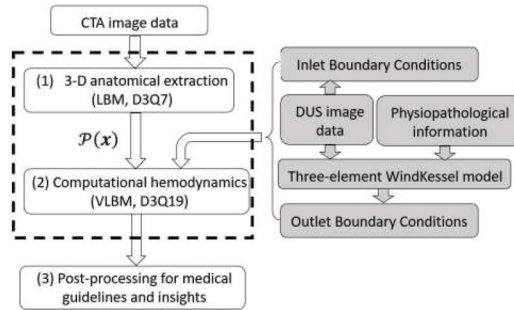 CTA image data
(1) 3-D anatomical extraction
(LBM, D3Q7)
𝒫(𝒙)
(2) Computational hemodynamics
(VLBM, D3Q19)
(3) Post-processing for medical
guidelines and insights
Inlet Boundary Conditions
DUS image
data
Physiopathological
information
Three-element WindKessel model
Outlet Boundary Conditions